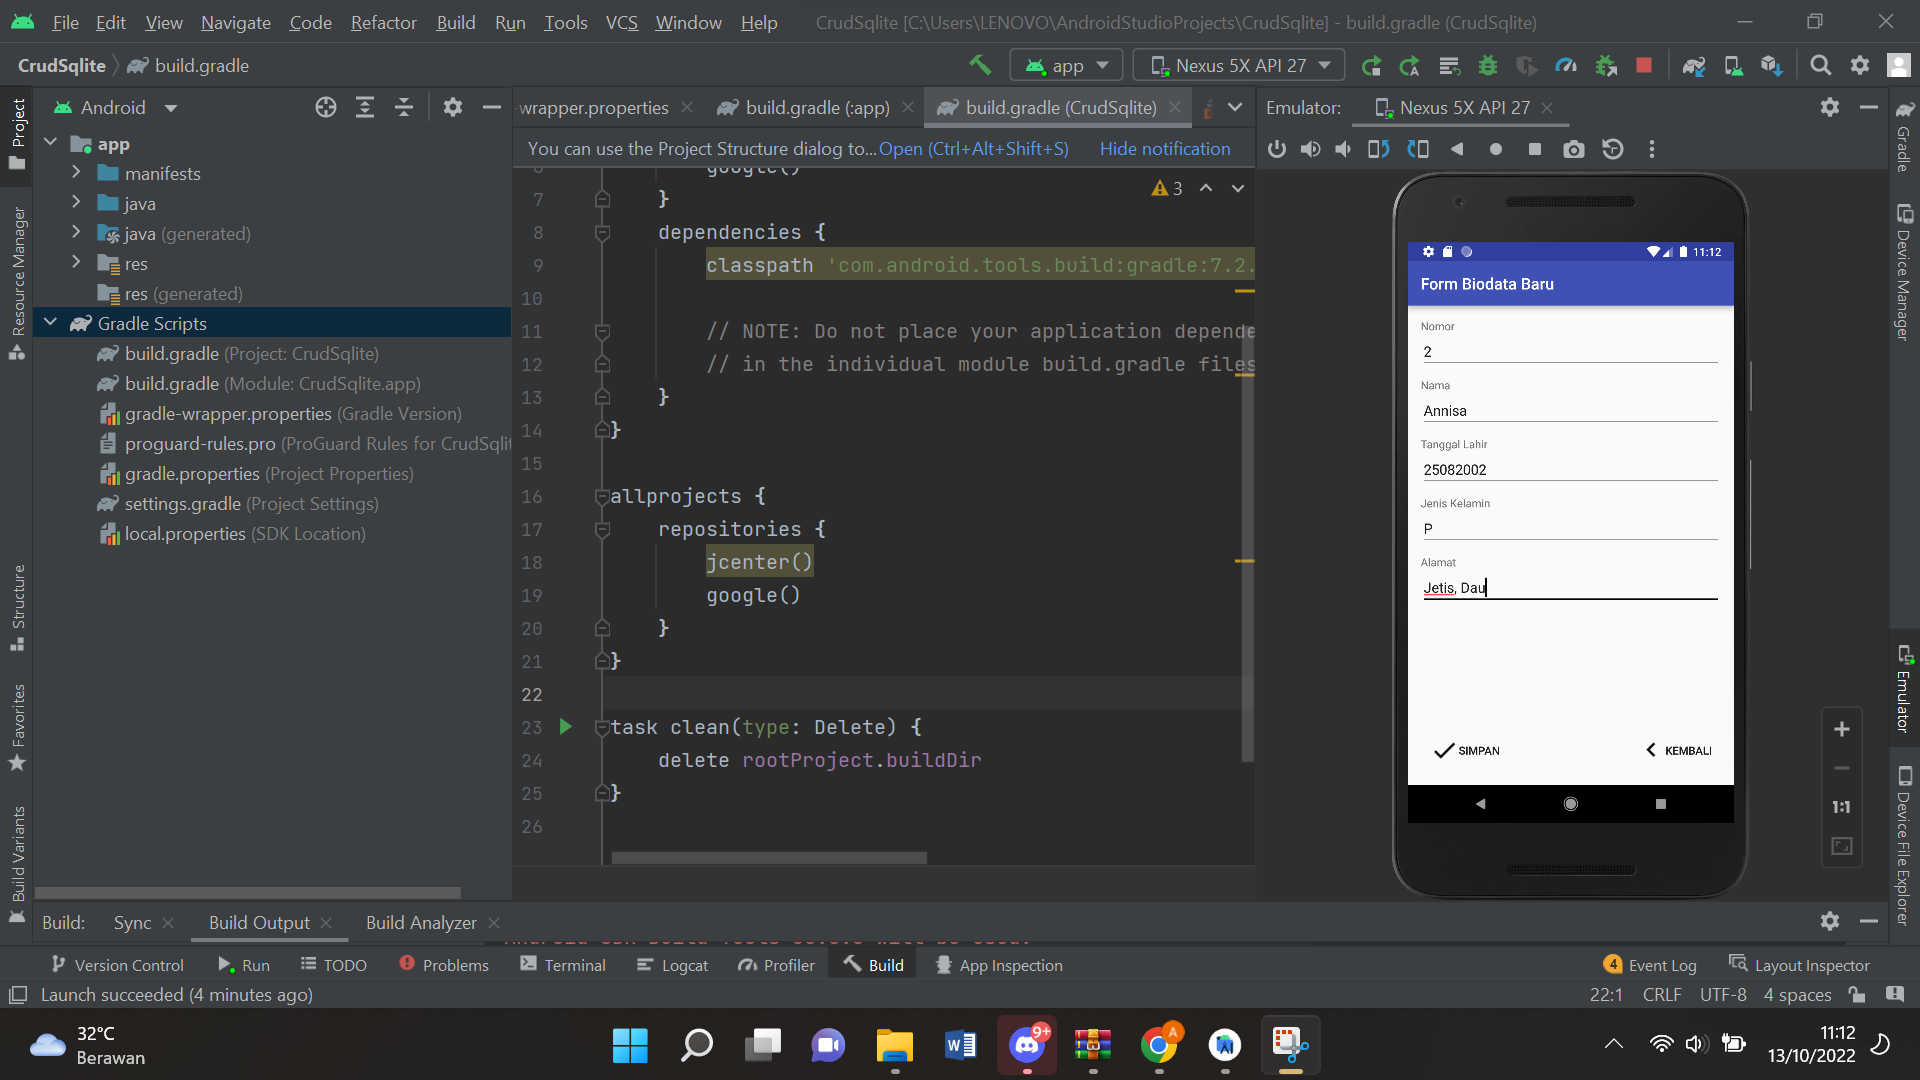 File Edit View Navigate Code Refactor Build Run Tools VCS Window Help CrudSqlite [C:\Users\LENOVO\AndroidStudioProjects\CrudSqlite] - build.gradle (CrudSqlite)
CrudSqlite build.gradle app Nexus 5X API 27
Android wrapper.properties build.gradle (:app) build.gradle (CrudSqlite) Emulator: Nexus 5X API 27
You can use the Project Structure dialog to...Open (Ctrl+Alt+Shift+S) Hide notification
Project
Resource Manager
Structure
Favorites
Build Variants
app
manifests
java
java (generated)
res
res (generated)
Gradle Scripts
build.gradle (Project: CrudSqlite)
build.gradle (Module: CrudSqlite.app)
gradle-wrapper.properties (Gradle Version)
proguard-rules.pro (ProGuard Rules for CrudSqlit
gradle.properties (Project Properties)
settings.gradle (Project Settings)
local.properties (SDK Location)
3
google()
7 }
8 dependencies {
9 classpath 'com.android.tools.build:gradle:7.2.
10
11 // NOTE: Do not place your application depende
12 // in the individual module build.gradle files
13 }
14 }
15
16 allprojects {
17 repositories {
18 jcenter()
19 google()
20 }
21 }
22
23 task clean(type: Delete) {
24 delete rootProject.buildDir
25 }
26
11:12
Form Biodata Baru
Nomor
2
Nama
Annisa
Tanggal Lahir
25082002
Jenis Kelamin
P
Alamat
Jetis, Dau
SIMPAN KEMBALI
1:1
Gradle
Device Manager
Emulator
Device File Explorer
Build: Sync Build Output Build Analyzer
Version Control Run TODO Problems Terminal Logcat Profiler Build App Inspection 4 Event Log Layout Inspector
Launch succeeded (4 minutes ago) 22:1 CRLF UTF-8 4 spaces
32°C
Berawan
9+
A
11:12
13/10/2022